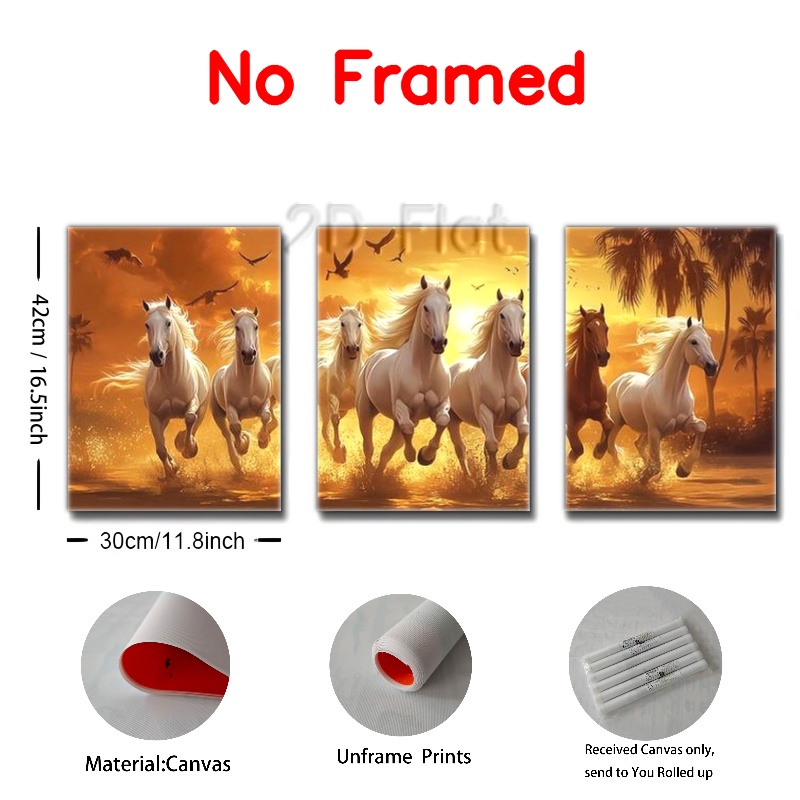 No Framed
2D Flat
42cm / 16.5inch
30cm/11.8inch
Material:Canvas
Unframe Prints
Received Canvas only,
send to You Rolled up